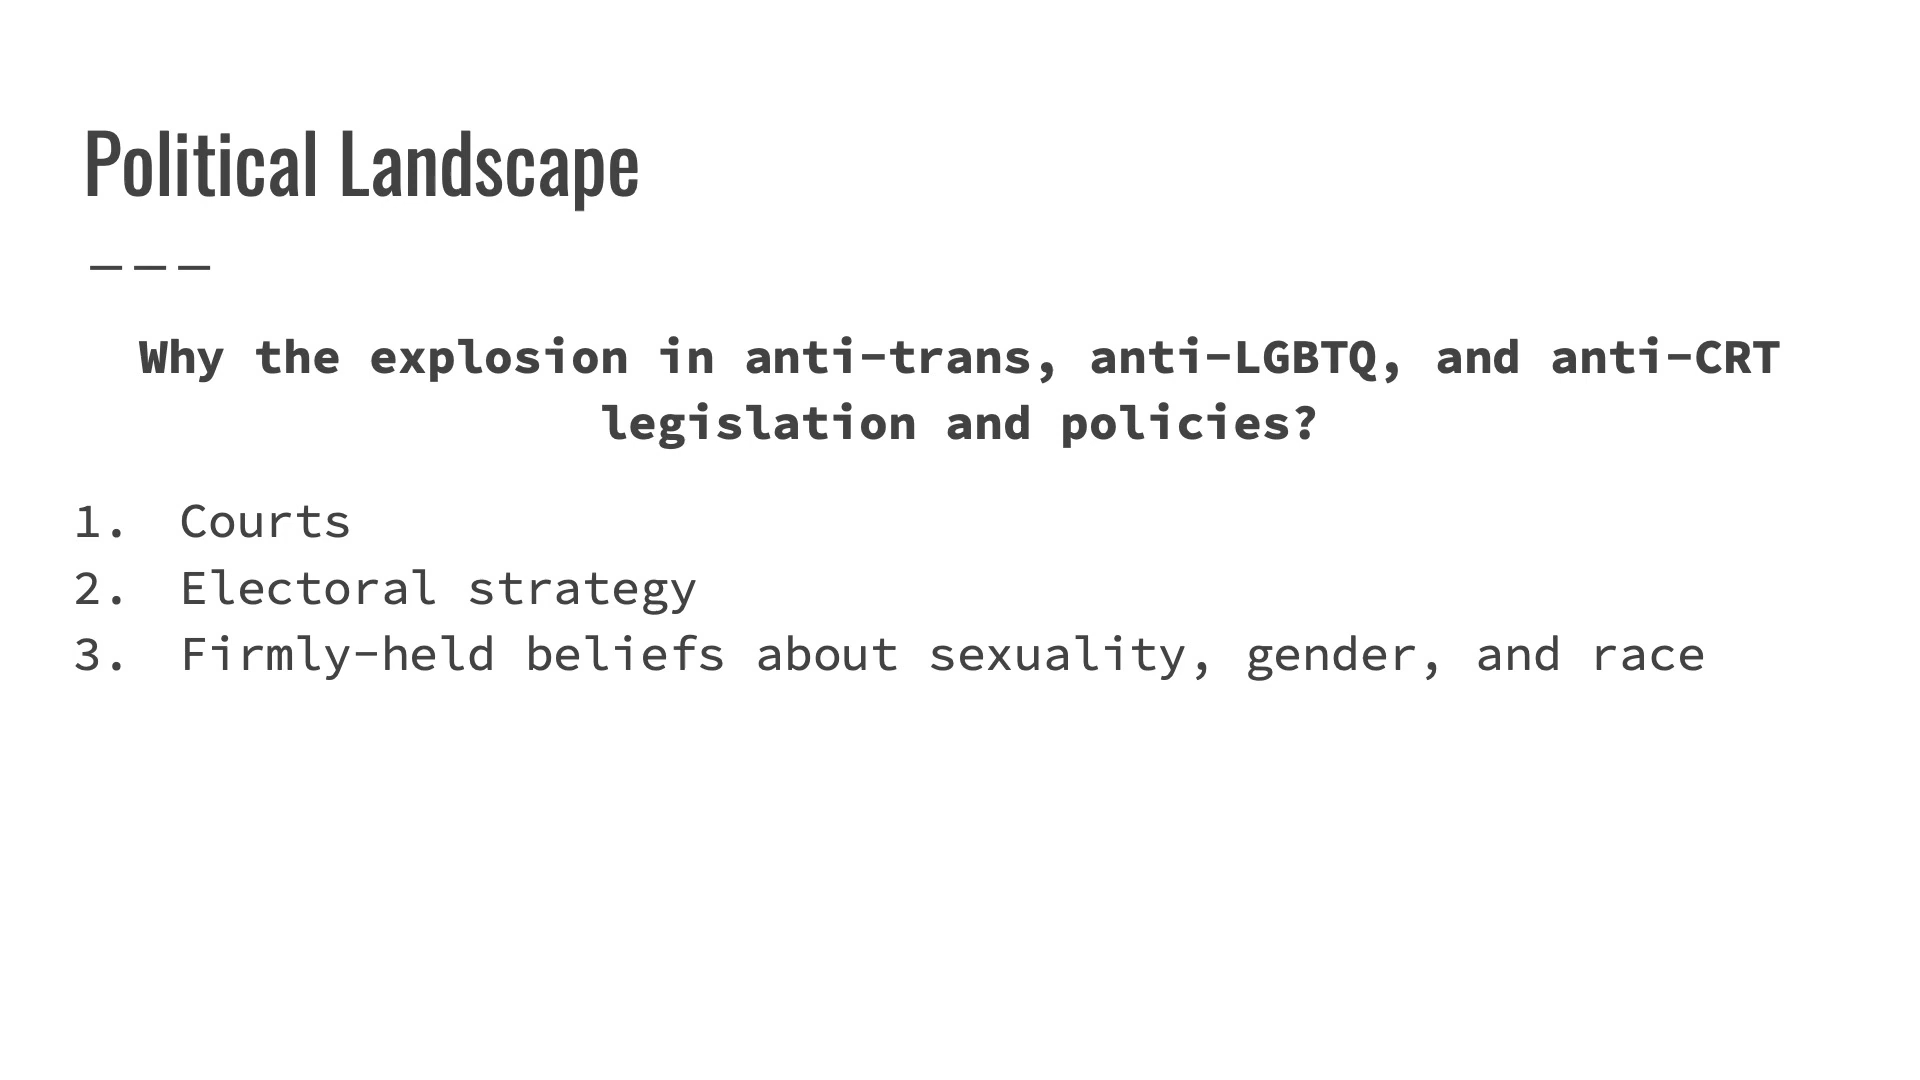 Political Landscape
Why the explosion in anti-trans, anti-LGBTQ, and anti-CRT
legislation and policies?
1. Courts
2. Electoral strategy
3. Firmly-held beliefs about sexuality, gender, and race